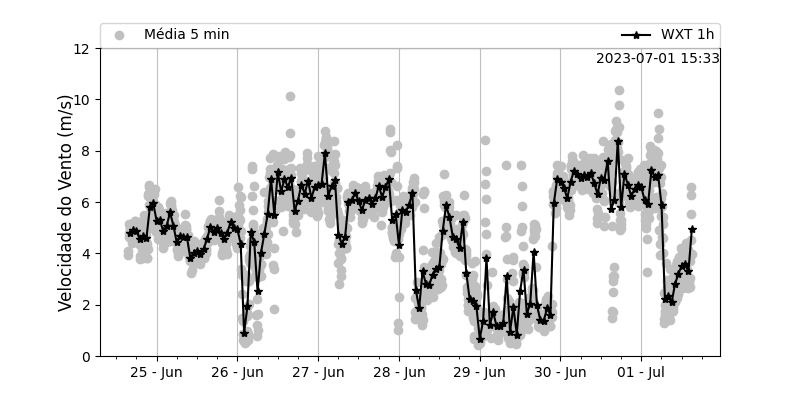 Média 5 min
WXT 1h
2023-07-01 15:33
Velocidade do Vento (m/s)
12
10
8
6
4
2
0
25 - Jun
26 - Jun
27 - Jun
28 - Jun
29 - Jun
30 - Jun
01 - Jul